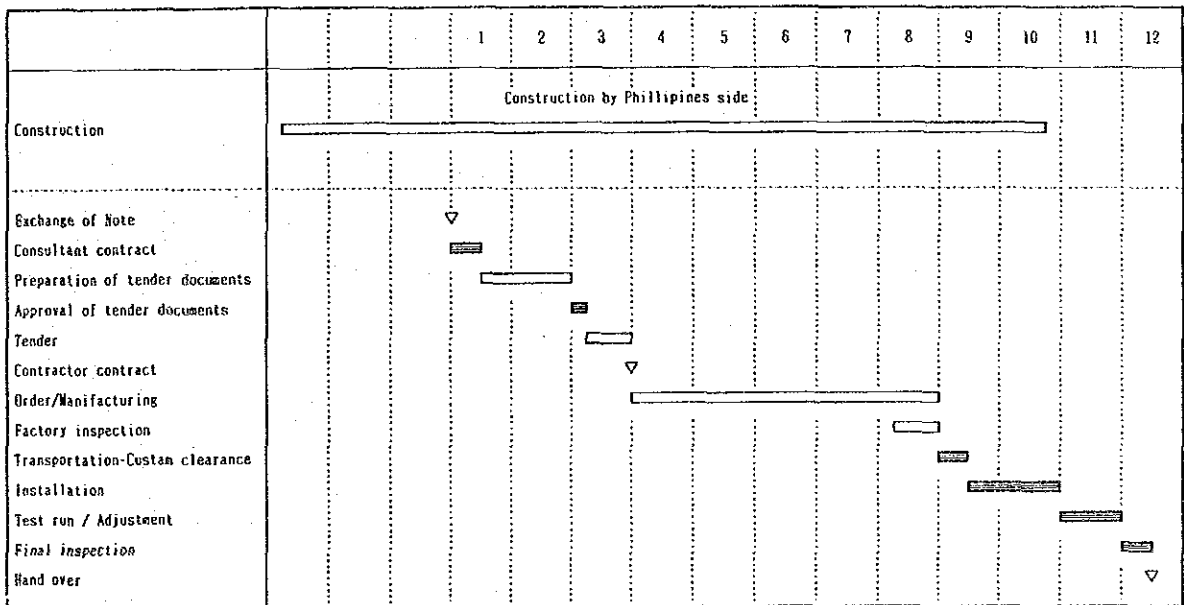 1 2 3 4 5 6 7 8 9 10 11 12
Construction by Phillipines side
Construction
Exchange of Note
Consultant contract
Preparation of tender documents
Approval of tender documents
Tender
Contractor contract
Order/Manifacturing
Factory inspection
Transportation-Custam clearance
Installation
Test run / Adjustment
Final inspection
Hand over